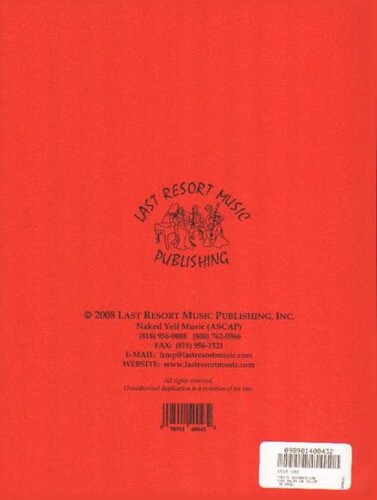 LAST RESORT MUSIC
PUBLISHING
© 2008 LAST RESORT MUSIC PUBLISHING, INC.
Naked Yell Music (ASCAP)
(818) 956-0088 (800) 762-0966
FAX: (818) 956-1521
E-MAIL: lrmp@lastresortmusic.com
WEBSITE: www.lastresortmusic.com
All rights reserved.
Unauthorized duplication is a violation of the law.